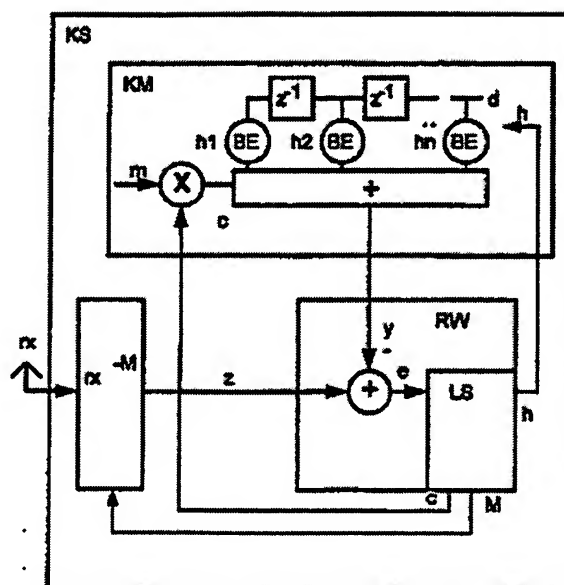 KS
KM
z-1 z-1 d
h1 BE h2 BE .. hn BE h
m X +
c
rx
y RW
-
rx -M z + e LS
h
c M